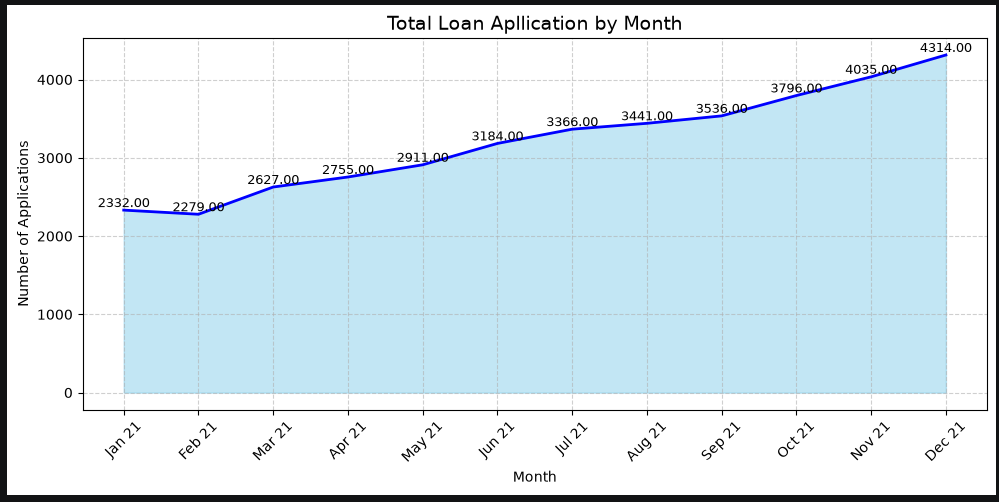 Total Loan Apllication by Month
4314.00
4035.00
3796.00
3536.00
3441.00
3366.00
3184.00
2911.00
2755.00
2627.00
2332.00
2279.00
4000
3000
2000
1000
0
Number of Applications
Jan 21
Feb 21
Mar 21
Apr 21
May 21
Jun 21
Jul 21
Aug 21
Sep 21
Oct 21
Nov 21
Dec 21
Month